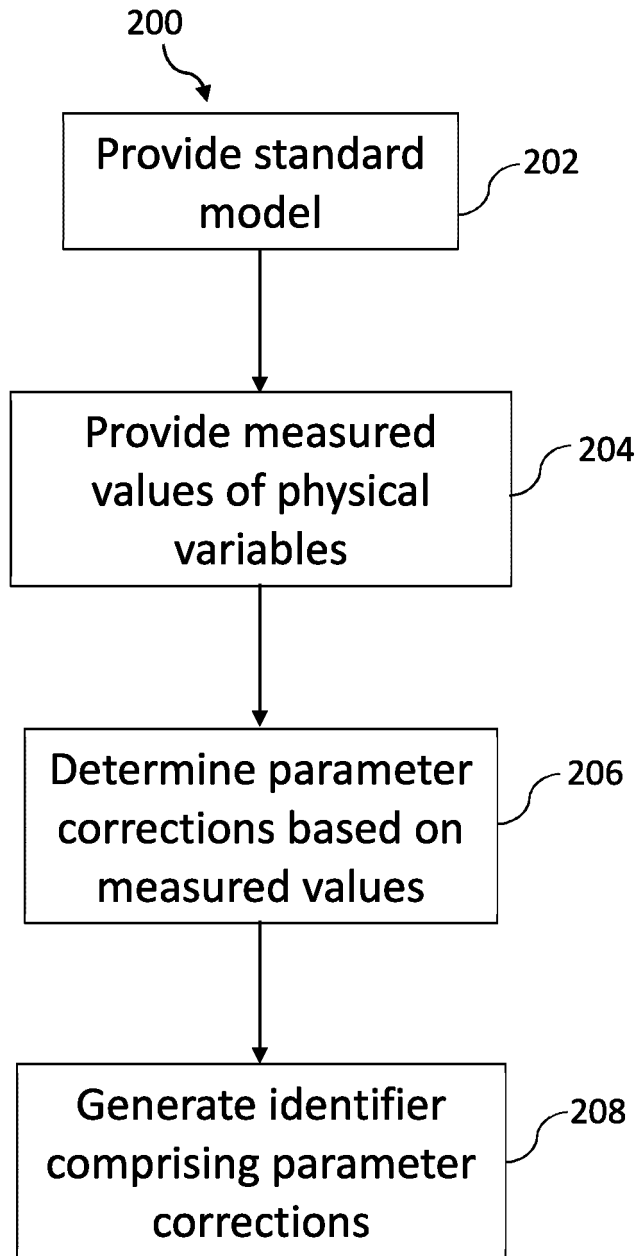 200
Provide standard
model
202
Provide measured
values of physical
variables
204
Determine parameter
corrections based on
measured values
206
Generate identifier
comprising parameter
corrections
208